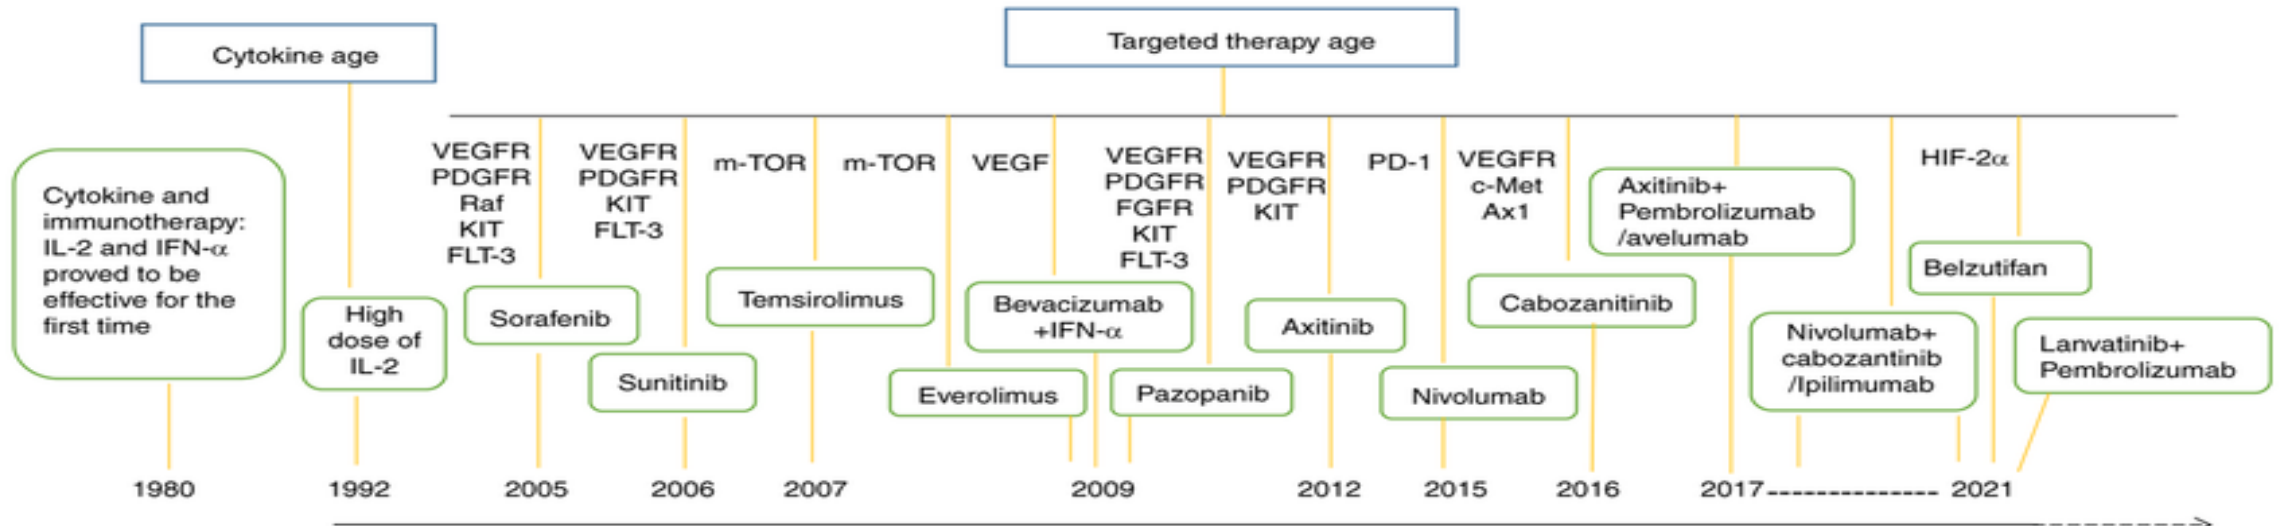 Cytokine age
Targeted therapy age
Cytokine and
immunotherapy:
IL-2 and IFN-α
proved to be
effective for the
first time
High
dose of
IL-2
VEGFR
PDGFR
Raf
KIT
FLT-3
Sorafenib
VEGFR
PDGFR
KIT
FLT-3
Sunitinib
m-TOR
Temsirolimus
m-TOR
Everolimus
VEGF
Bevacizumab
+IFN-α
VEGFR
PDGFR
FGFR
KIT
FLT-3
Pazopanib
VEGFR
PDGFR
KIT
Axitinib
PD-1
Nivolumab
VEGFR
c-Met
Ax1
Cabozanitinib
Axitinib+
Pembrolizumab
/avelumab
Nivolumab+
cabozantinib
/Ipilimumab
HIF-2α
Belzutifan
Lanvatinib+
Pembrolizumab
1980 1992 2005 2006 2007 2009 2012 2015 2016 2017-------------- 2021